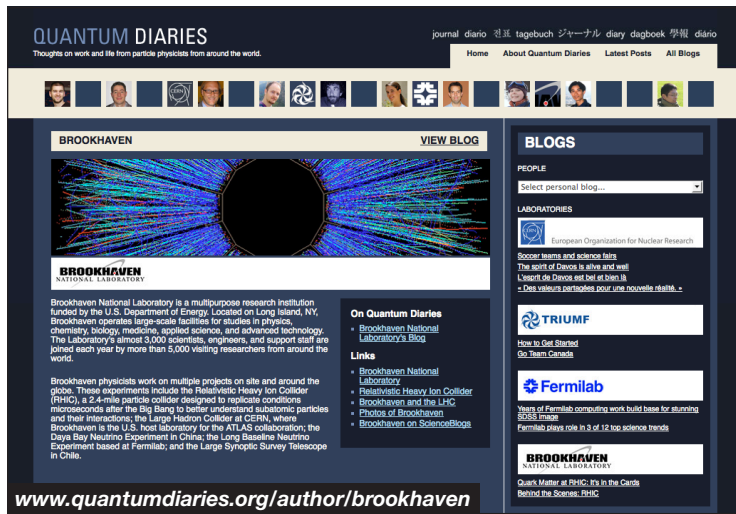 QUANTUM DIARIES
Thoughts on work and life from particle physicists from around the world.
journal diario 전표 tagebuch ジャーナル diary dagboek 學報 diário
Home About Quantum Diaries Latest Posts All Blogs
CERN
BROOKHAVEN VIEW BLOG
BROOKHAVEN
NATIONAL LABORATORY
Brookhaven National Laboratory is a multipurpose research institution
funded by the U.S. Department of Energy. Located on Long Island, NY,
Brookhaven operates large-scale facilities for studies in physics,
chemistry, biology, medicine, applied science, and advanced technology.
The Laboratory's almost 3,000 scientists, engineers, and support staff are
joined each year by more than 5,000 visiting researchers from around the
world.
Brookhaven physicists work on multiple projects on site and around the
globe. These experiments include the Relativistic Heavy Ion Collider
(RHIC), a 2.4-mile particle collider designed to replicate conditions
microseconds after the Big Bang to better understand subatomic particles
and their interactions; the Large Hadron Collider at CERN, where
Brookhaven is the U.S. host laboratory for the ATLAS collaboration; the
Daya Bay Neutrino Experiment in China; the Long Baseline Neutrino
Experiment based at Fermilab; and the Large Synoptic Survey Telescope
in Chile.
On Quantum Diaries
Brookhaven National
Laboratory's Blog
Links
Brookhaven National
Laboratory
Relativistic Heavy Ion Collider
Brookhaven and the LHC
Photos of Brookhaven
Brookhaven on ScienceBlogs
www.quantumdiaries.org/author/brookhaven
BLOGS
PEOPLE
Select personal blog...
LABORATORIES
CERN
European Organization for Nuclear Research
Soccer teams and science fairs
The spirit of Davos is alive and well
L'esprit de Davos est bel et bien là
« Des valeurs partagées pour une nouvelle réalité. »
TRIUMF
How to Get Started
Go Team Canada
Fermilab
Years of Fermilab computing work build base for stunning
SDSS image
Fermilab plays role in 3 of 12 top science trends
BROOKHAVEN
NATIONAL LABORATORY
Quark Matter at RHIC: It's in the Cards
Behind the Scenes: RHIC